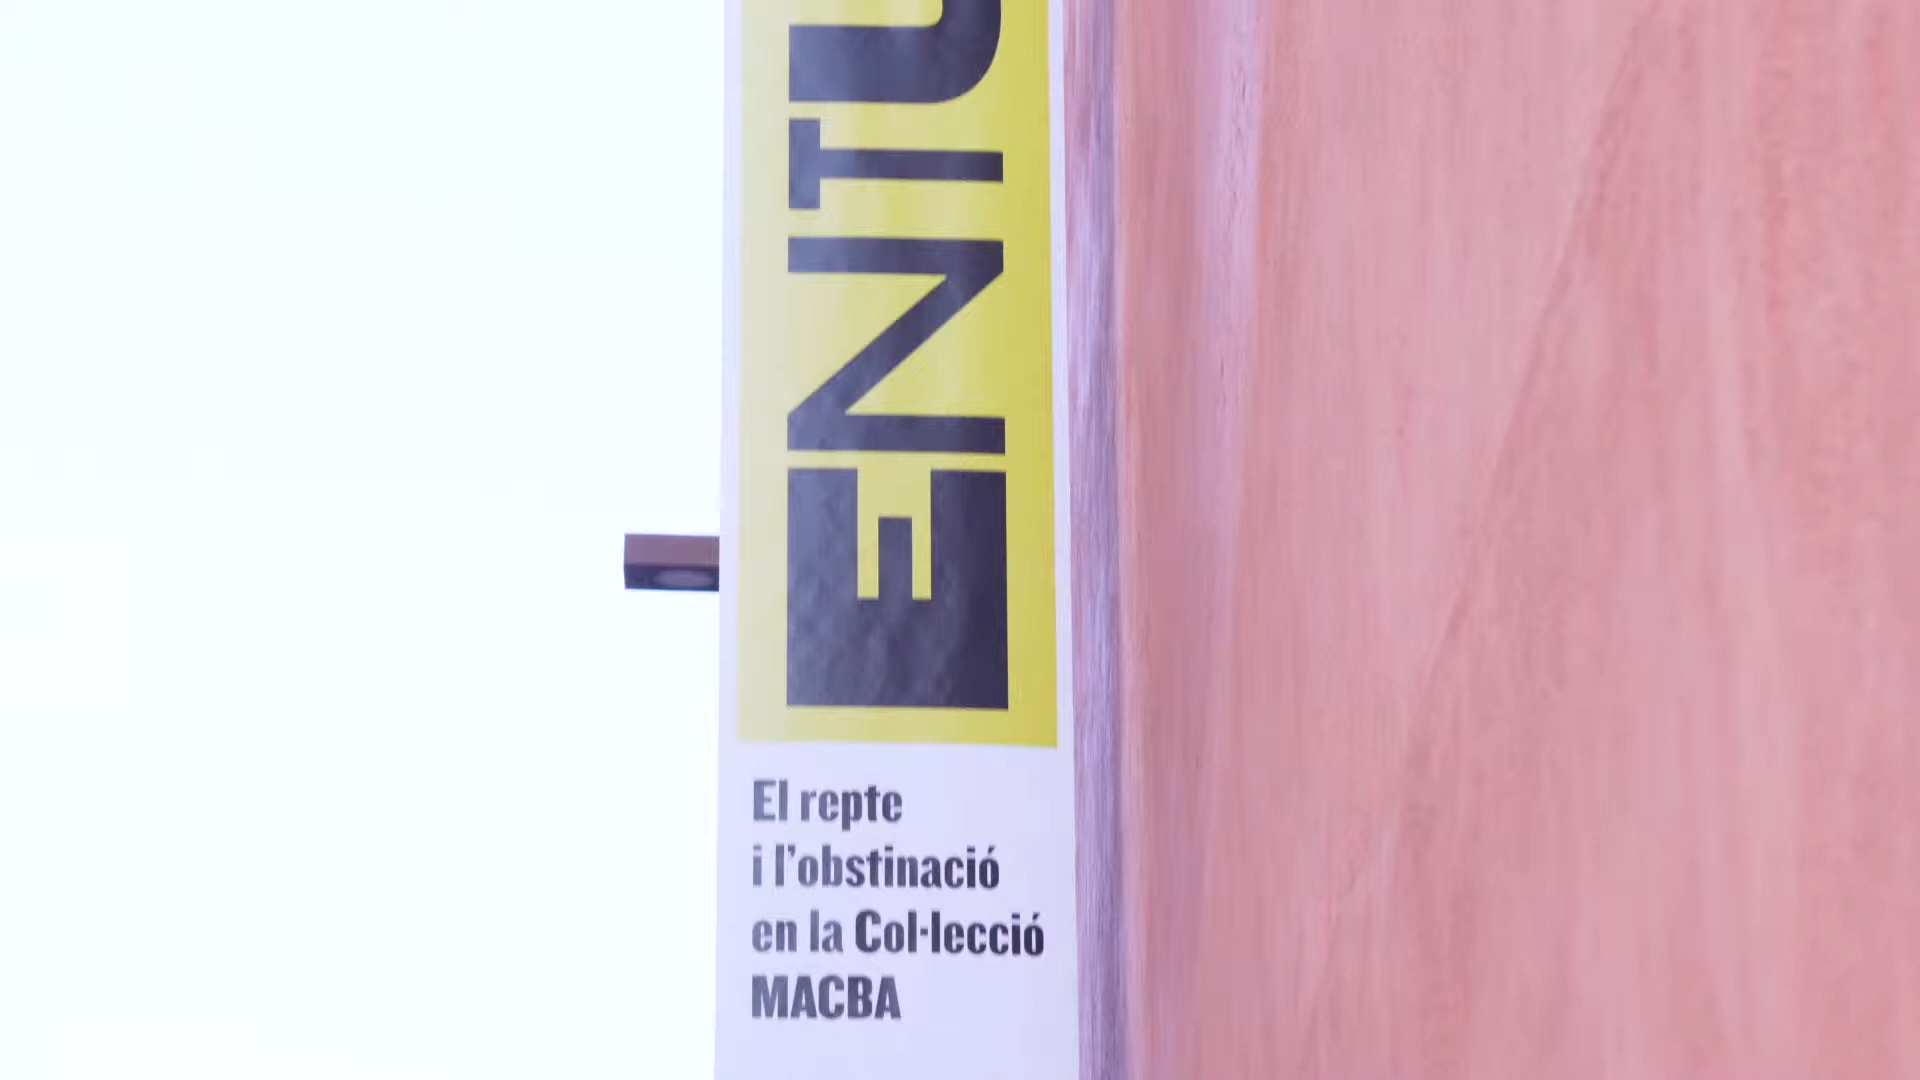 ENTU
El repte
i l'obstinació
en la Col·lecció
MACBA